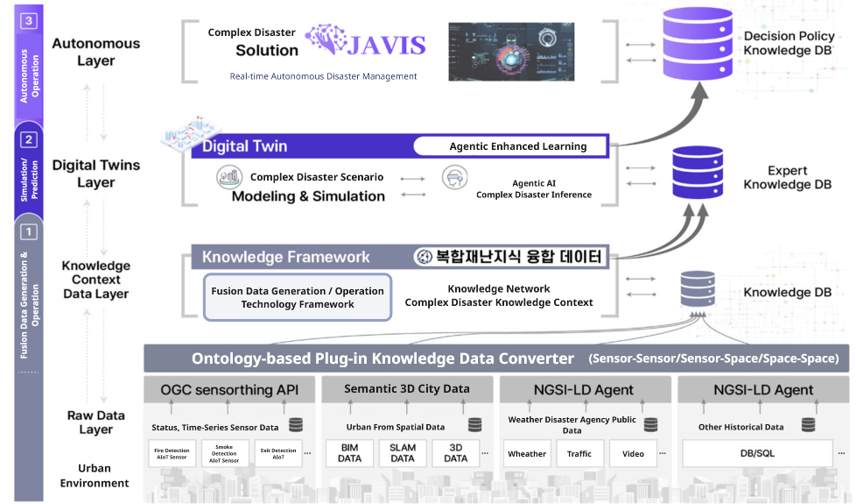 3
Autonomous
Operation
Autonomous
Layer
Complex Disaster
Solution
JAVIS
Real-time Autonomous Disaster Management
Decision Policy
Knowledge DB
2
Simulation/
Prediction
Digital Twins
Layer
Digital Twin
Agentic Enhanced Learning
Complex Disaster Scenario
Modeling & Simulation
Agentic AI
Complex Disaster Inference
Expert
Knowledge DB
1
Fusion Data Generation &
Operation
Knowledge
Context
Data Layer
Knowledge Framework
복합재난지식 융합 데이터
Fusion Data Generation / Operation
Technology Framework
Knowledge Network
Complex Disaster Knowledge Context
Knowledge DB
Ontology-based Plug-in Knowledge Data Converter (Sensor-Sensor/Sensor-Space/Space-Space)
Raw Data
Layer
Urban
Environment
OGC sensorthing API
Status, Time-Series Sensor Data
Fire Detection
AIoT Sensor
Smoke
Detection
AIoT Sensor
Exit Detection
AIoT
...
Semantic 3D City Data
Urban From Spatial Data
BIM
DATA
SLAM
DATA
3D
DATA
...
NGSI-LD Agent
Weather Disaster Agency Public
Data
Wheather
Traffic
Video
...
NGSI-LD Agent
Other Historical Data
DB/SQL
...